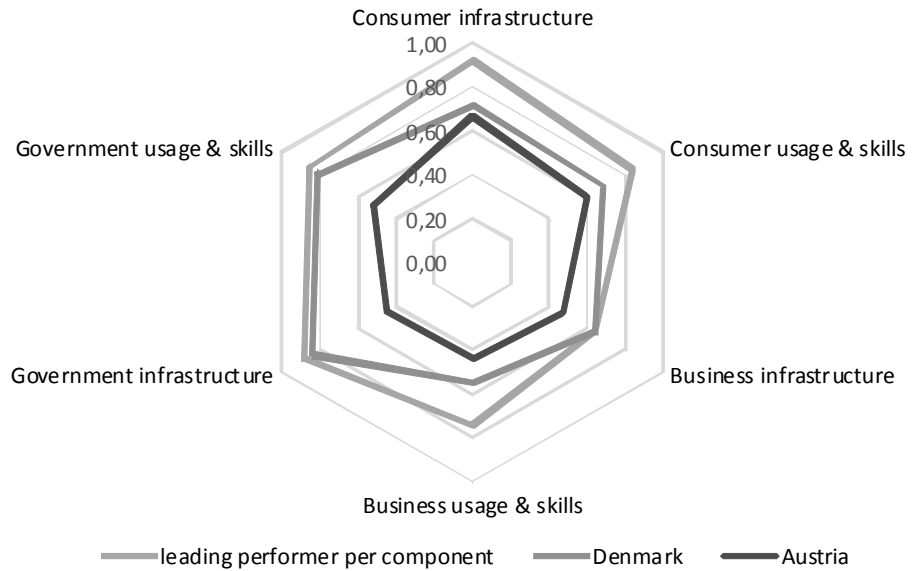 Consumer infrastructure
1,00
0,80
0,60
0,40
0,20
0,00
Government usage & skills
Consumer usage & skills
Government infrastructure
Business infrastructure
Business usage & skills
leading performer per component
Denmark
Austria